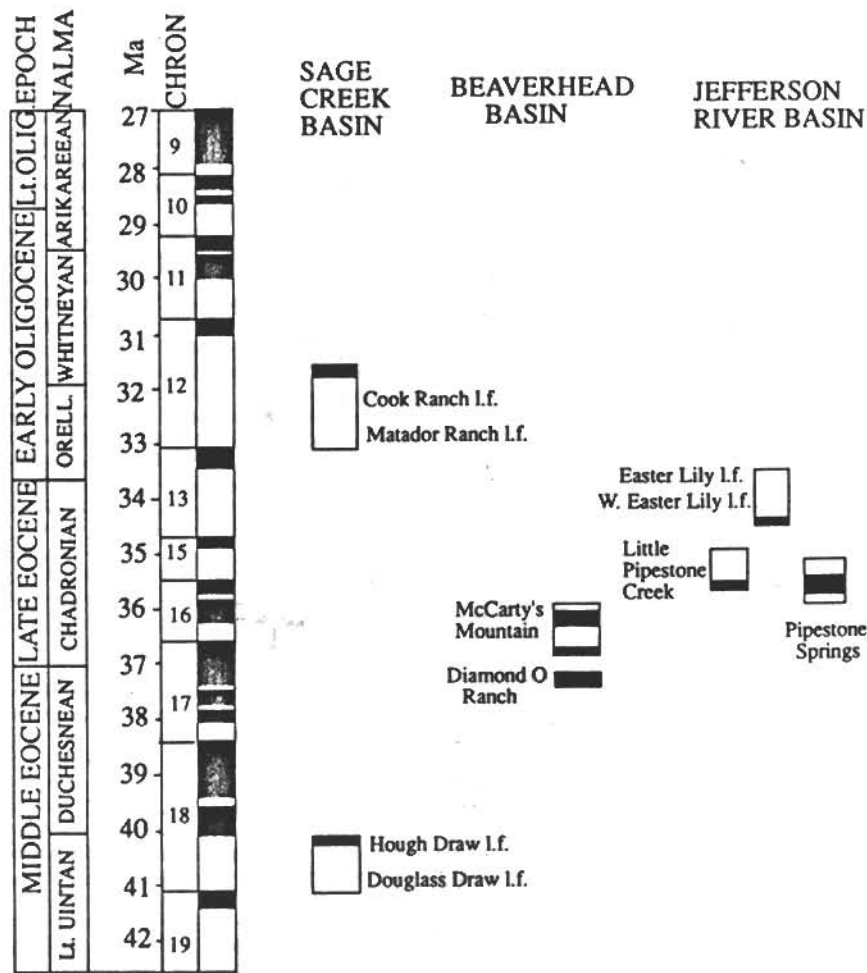 EPOCH
NALMA
Ma
CHRON
SAGE
CREEK
BASIN
BEAVERHEAD
BASIN
JEFFERSON
RIVER BASIN
Lt. OLIG.
EARLY OLIGOCENE
LATE EOCENE
MIDDLE EOCENE
ARIKAREEAN
WHITNEYAN
ORELL.
CHADRONIAN
DUCHESNEAN
Lt. UINTAN
27
28
29
30
31
32
33
34
35
36
37
38
39
40
41
42
9
10
11
12
13
15
16
17
18
19
Cook Ranch l.f.
Matador Ranch l.f.
Easter Lily l.f.
W. Easter Lily l.f.
Little
Pipestone
Creek
Pipestone
Springs
McCarty's
Mountain
Diamond O
Ranch
Hough Draw l.f.
Douglass Draw l.f.